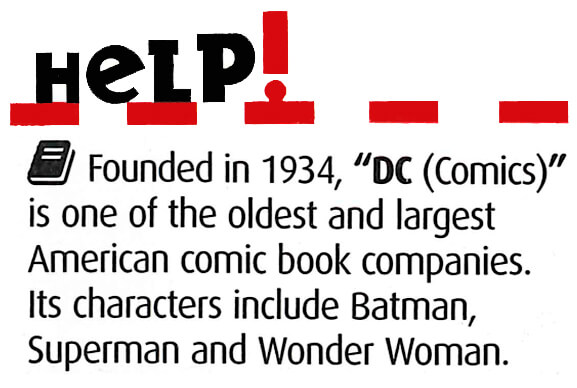 HeLP!
Founded in 1934, “DC (Comics)”
is one of the oldest and largest
American comic book companies.
Its characters include Batman,
Superman and Wonder Woman.